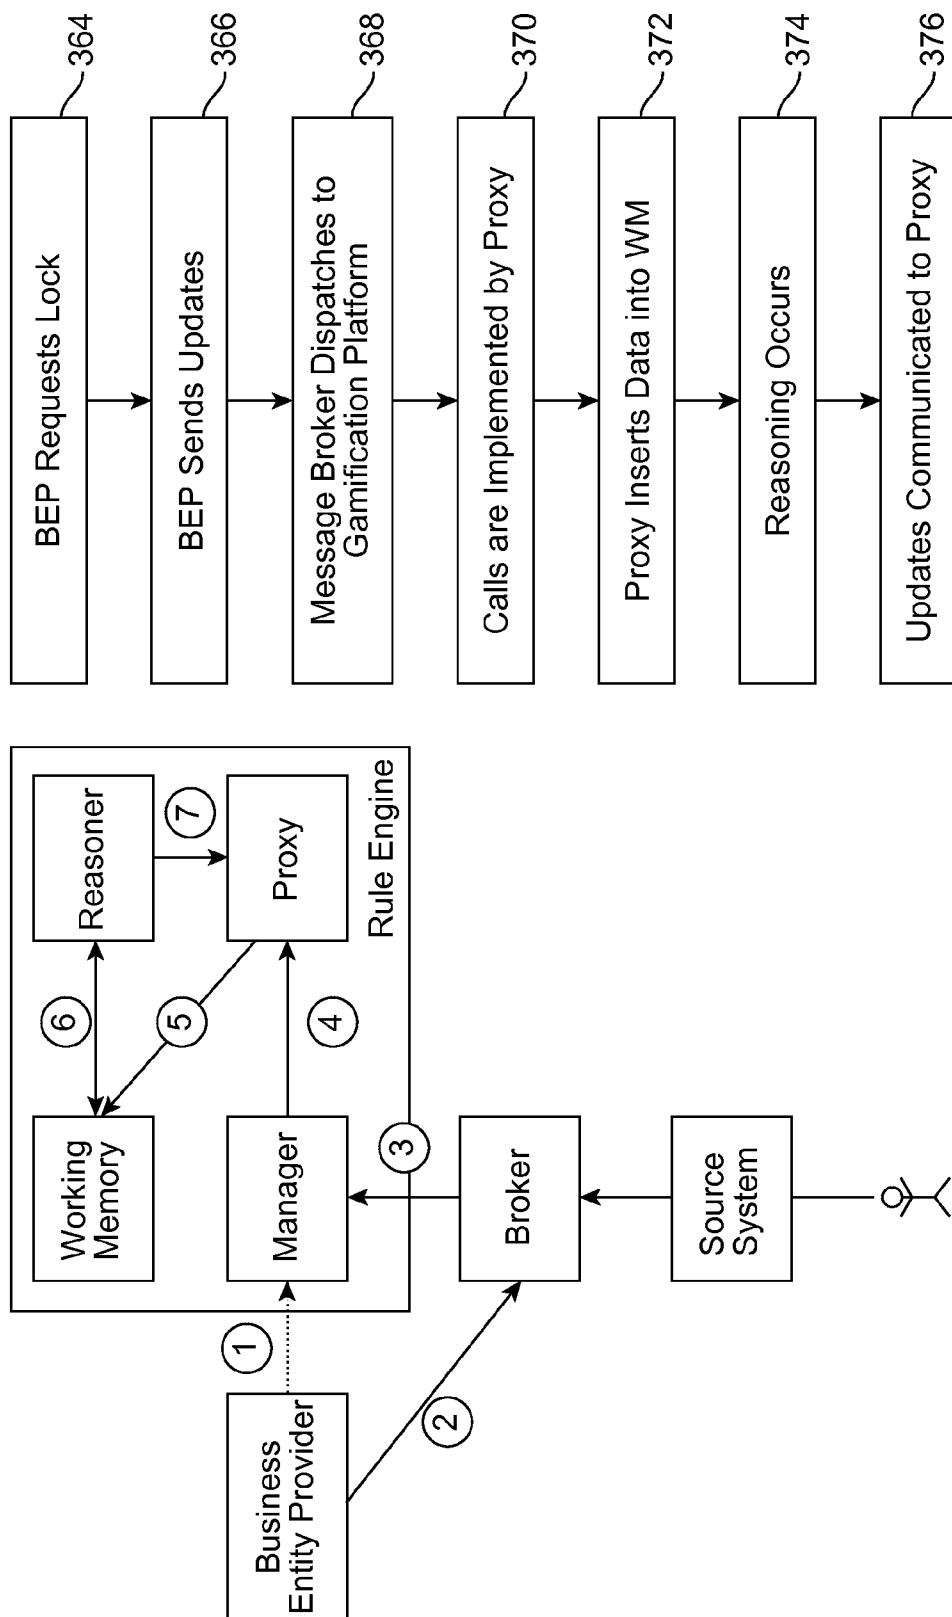 Business
Entity Provider
1
2
Working
Memory
6
Reasoner
5
7
Manager
4
Proxy
Rule Engine
3
Broker
Source
System
BEP Requests Lock
364
BEP Sends Updates
366
Message Broker Dispatches to
Gamification Platform
368
Calls are Implemented by Proxy
370
Proxy Inserts Data into WM
372
Reasoning Occurs
374
Updates Communicated to Proxy
376